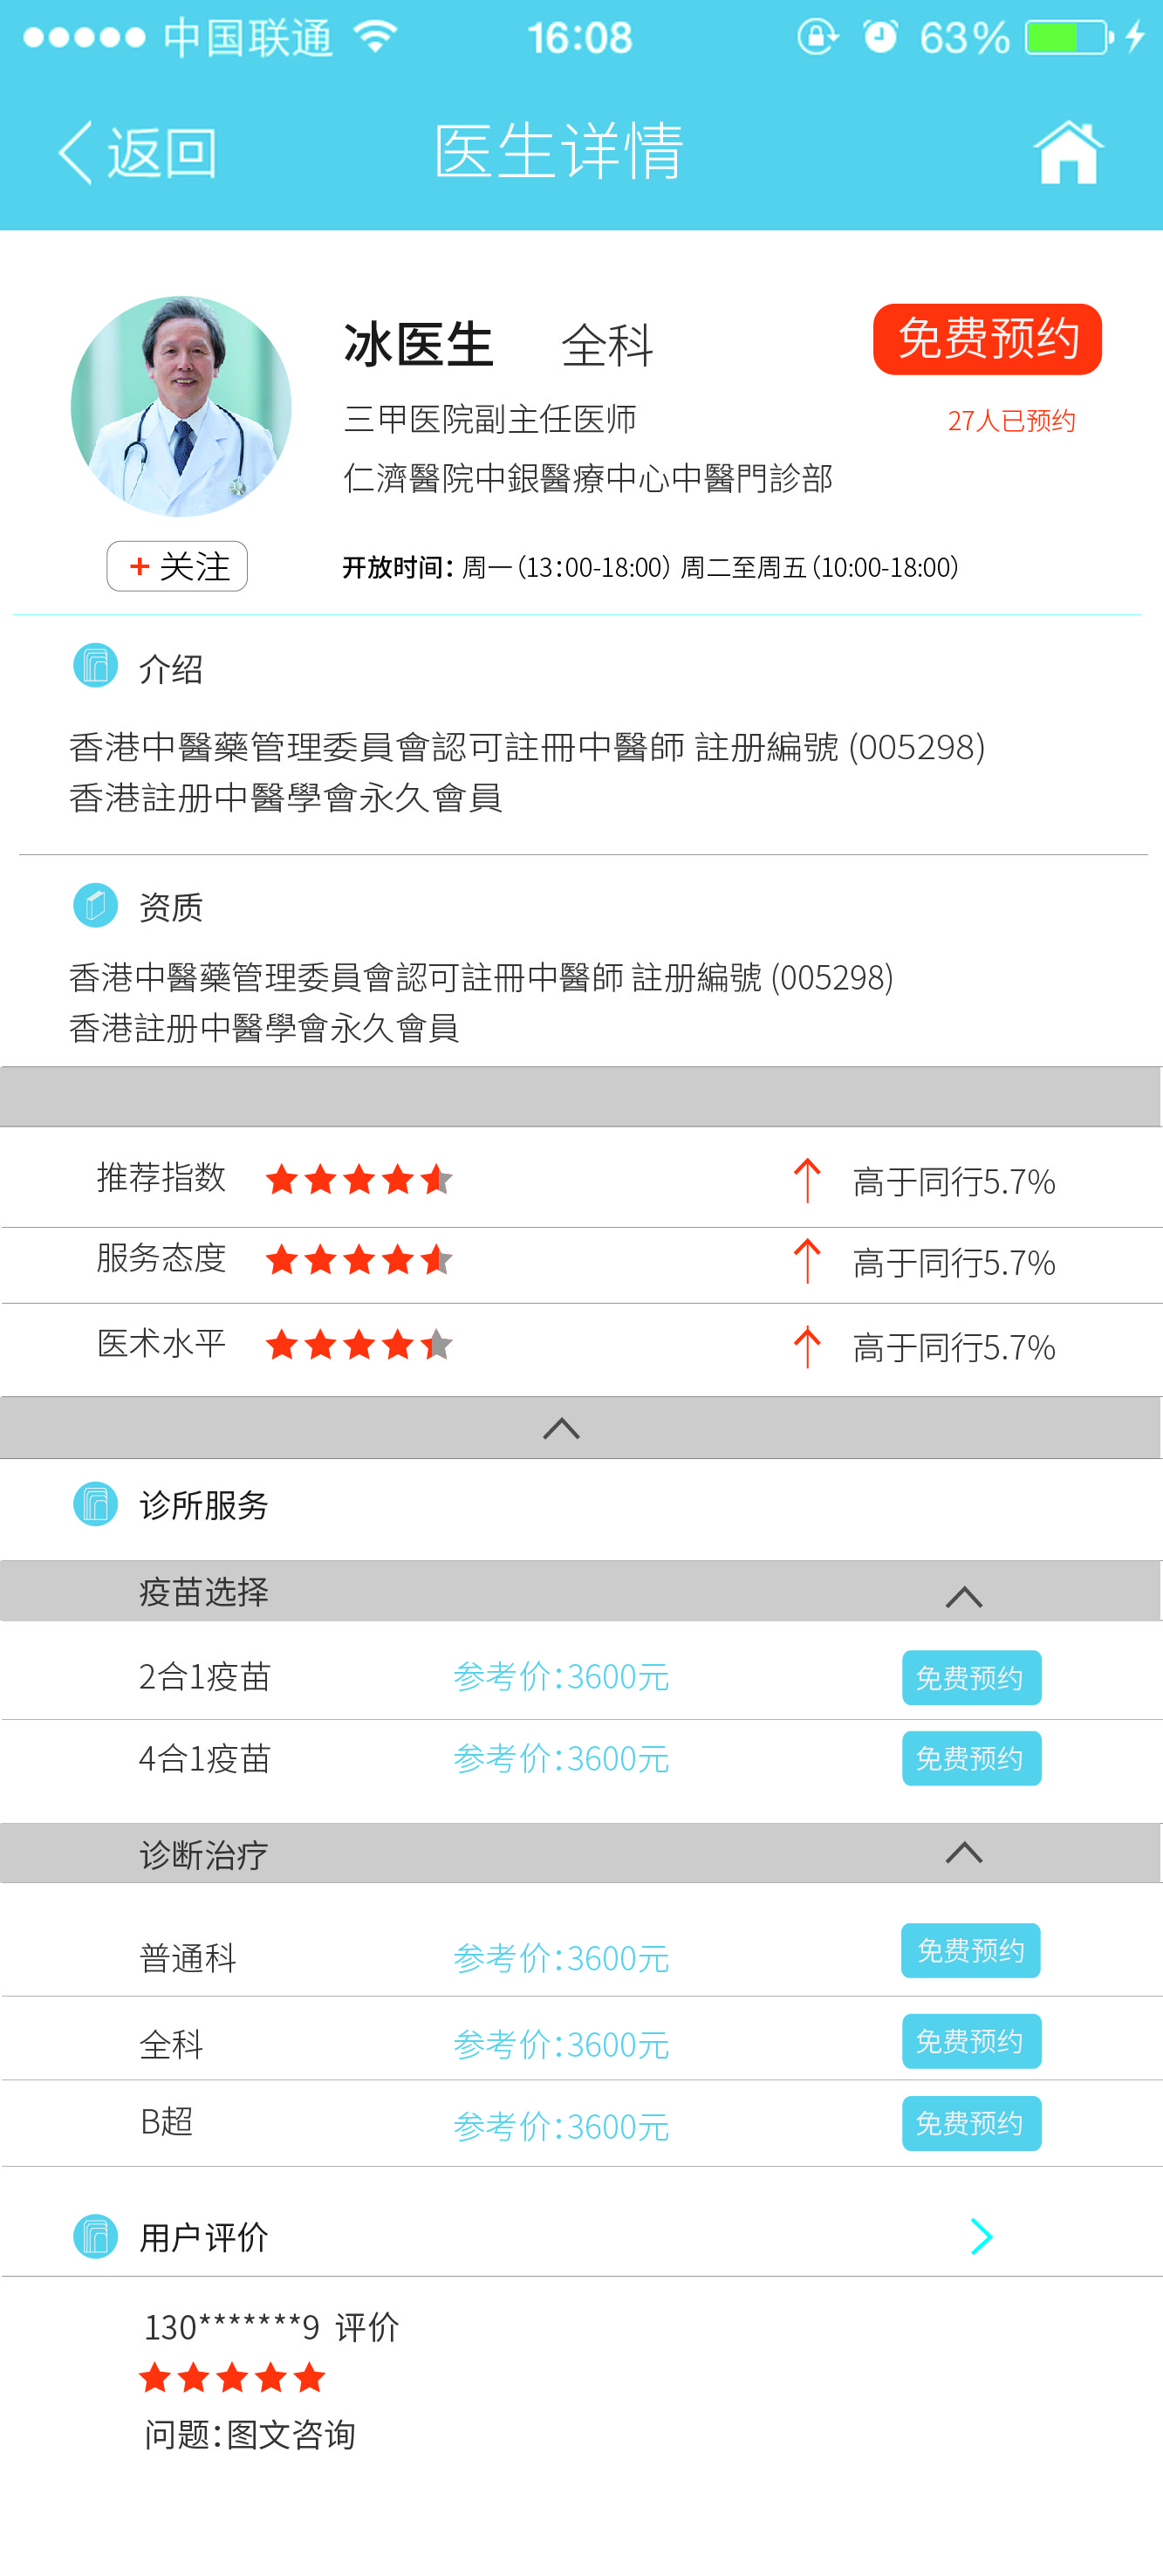 中国联通 16:08 63%
返回 医生详情
冰医生 全科 免费预约
三甲医院副主任医师 27人已预约
仁濟醫院中銀醫療中心中醫門診部
+ 关注 开放时间：周一（13：00-18:00）周二至周五（10:00-18:00）
介绍
香港中醫藥管理委員會認可註冊中醫師 註册編號 (005298)
香港註册中醫學會永久會員
资质
香港中醫藥管理委員會認可註冊中醫師 註册編號 (005298)
香港註册中醫學會永久會員
推荐指数 高于同行5.7%
服务态度 高于同行5.7%
医术水平 高于同行5.7%
诊所服务
疫苗选择
2合1疫苗 参考价：3600元 免费预约
4合1疫苗 参考价：3600元 免费预约
诊断治疗
普通科 参考价：3600元 免费预约
全科 参考价：3600元 免费预约
B超 参考价：3600元 免费预约
用户评价
130*******9 评价
问题：图文咨询